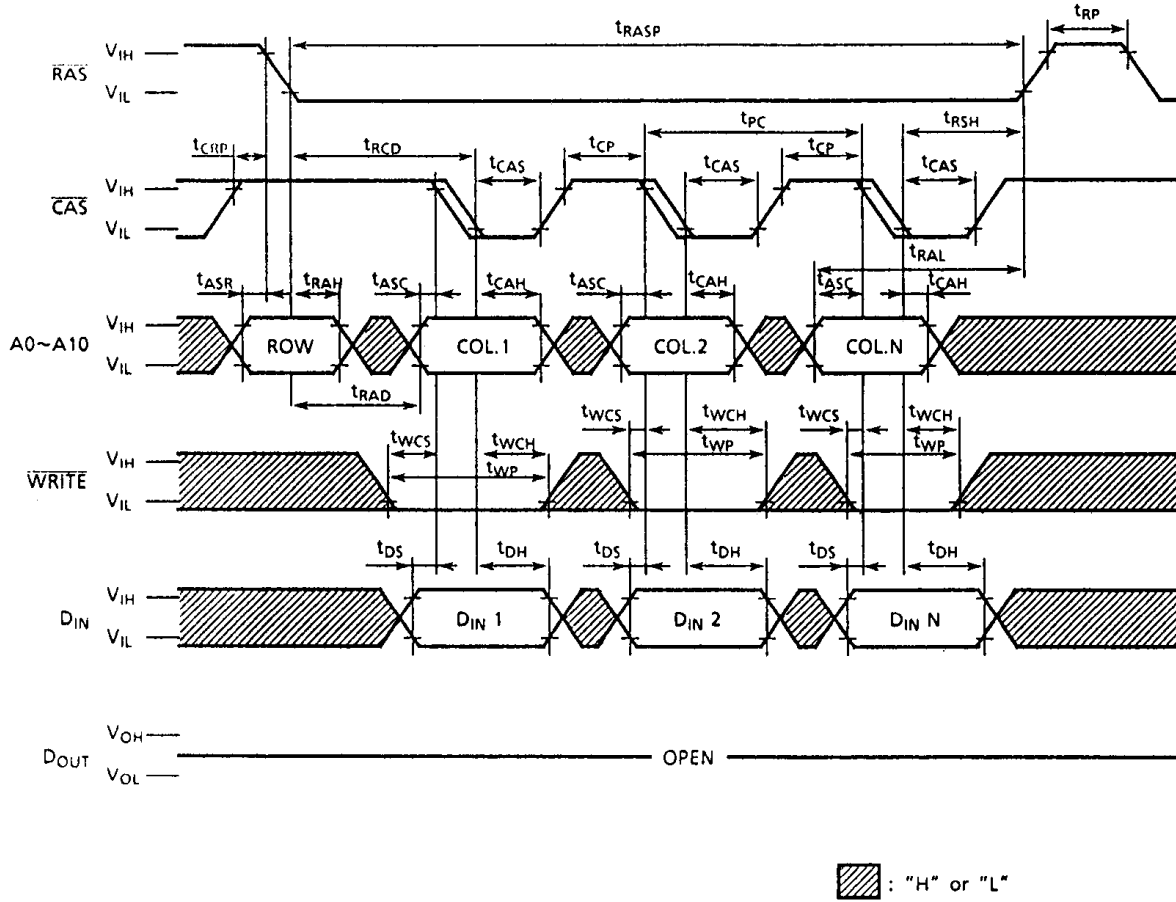 tRASP
tRP
RAS
VIH
VIL
tCRP
tRCD
tPC
tRSH
tCAS
tCP
tCAS
tCP
tCAS
CAS
VIH
VIL
tRAL
tASR
tRAH
tASC
tCAH
tASC
tCAH
tASC
tCAH
A0~A10
VIH
VIL
ROW
COL.1
COL.2
COL.N
tRAD
tWCS
tWCH
tWP
tWCS
tWCH
tWP
tWCS
tWCH
tWP
WRITE
VIH
VIL
tDS
tDH
tDS
tDH
tDS
tDH
DIN
VIH
VIL
DIN 1
DIN 2
DIN N
DOUT
VOH
VOL
OPEN
: "H" or "L"